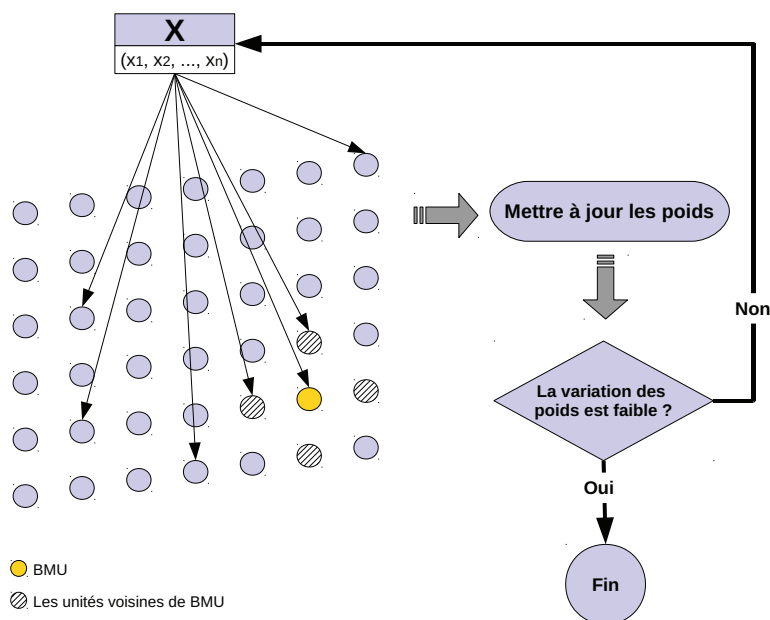 X
(x1, x2, ..., xn)
Mettre à jour les poids
Non
La variation des
poids est faible ?
Oui
Fin
BMU
Les unités voisines de BMU